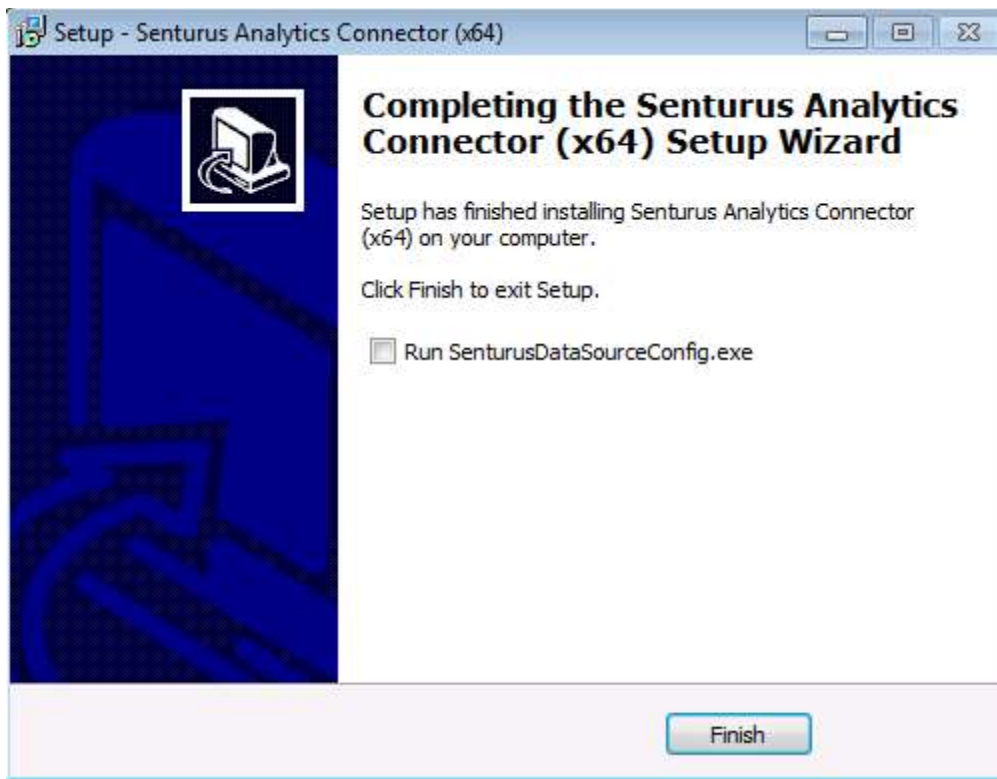 Setup - Senturus Analytics Connector (x64)
Completing the Senturus Analytics
Connector (x64) Setup Wizard
Setup has finished installing Senturus Analytics Connector
(x64) on your computer.
Click Finish to exit Setup.
Run SenturusDataSourceConfig.exe
Finish